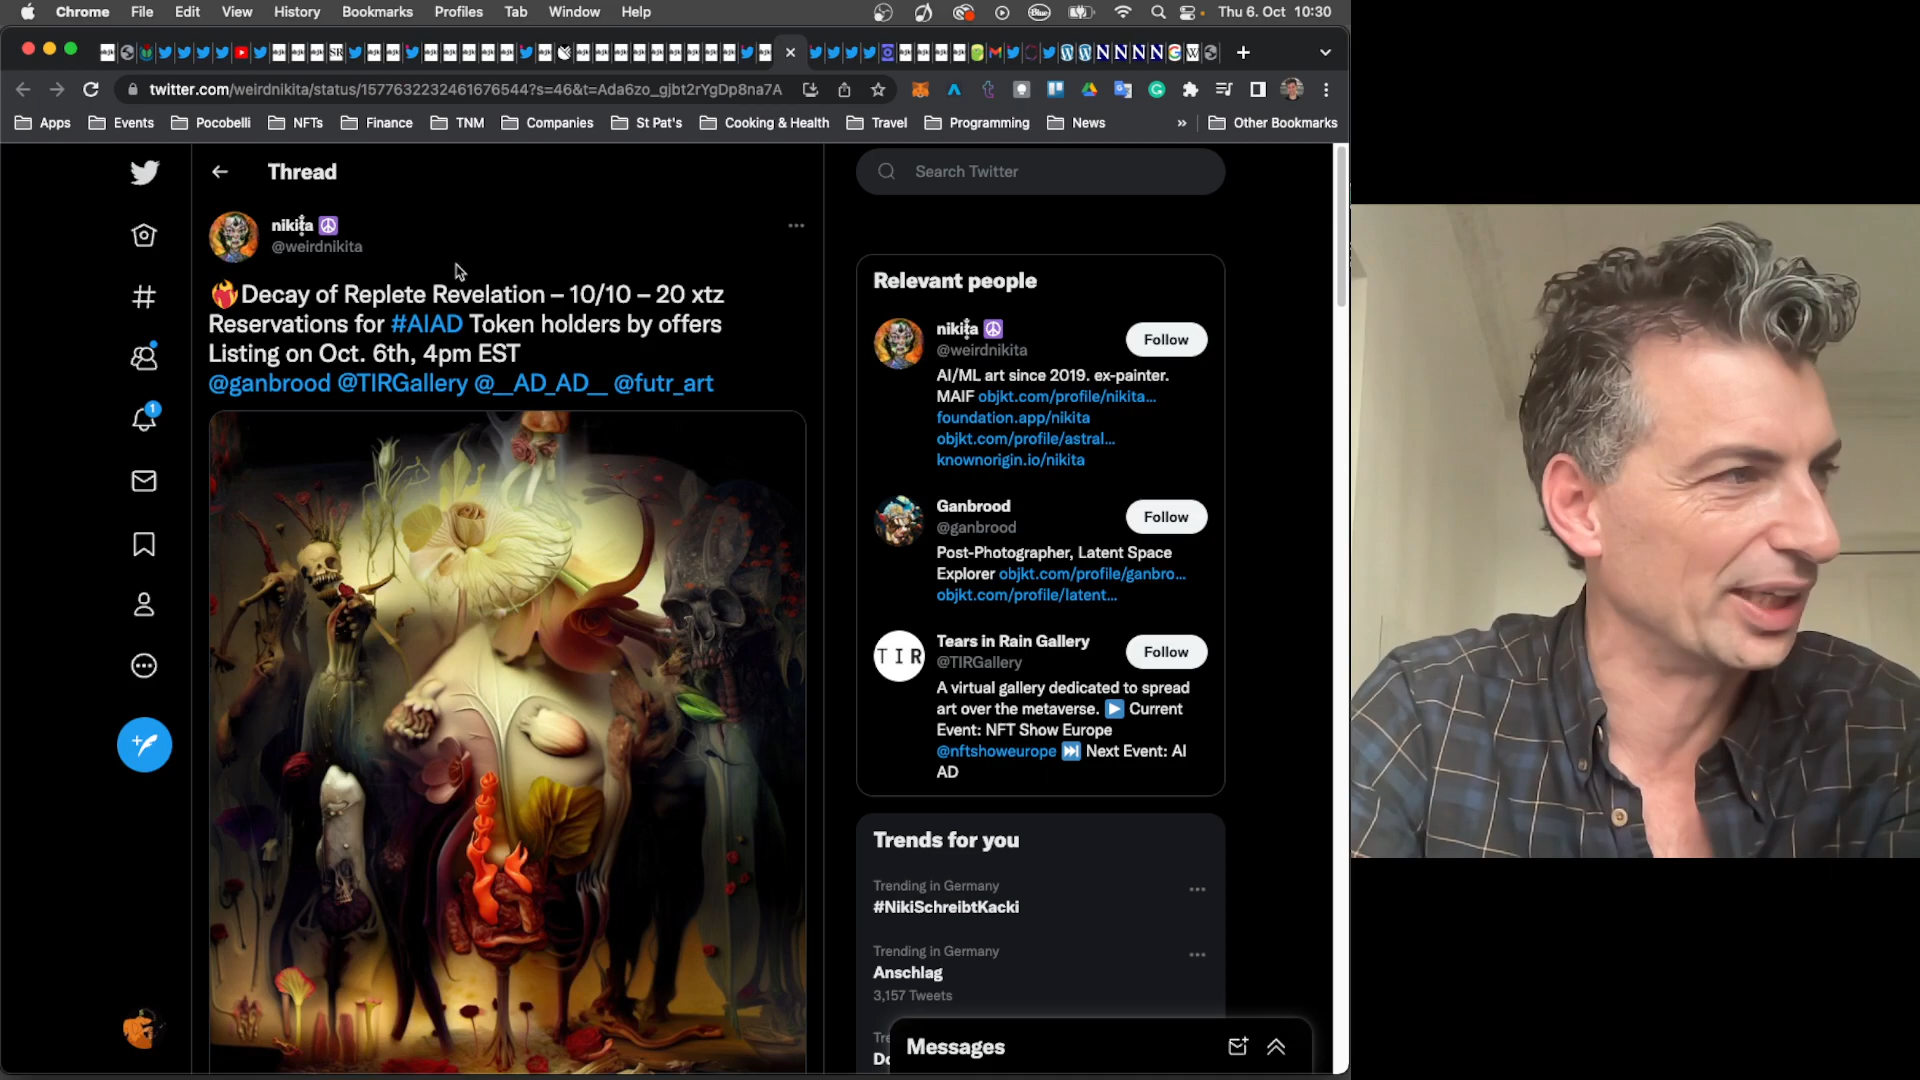 Chrome File Edit View History Bookmarks Profiles Tab Window Help
Thu 6. Oct 10:30
twitter.com/weirdnikita/status/1577632232461676544?s=46&t=Ada6zo_gjbt2rYgDp8na7A
Apps Events Pocobelli NFTs Finance TNM Companies St Pat's Cooking & Health Travel Programming News » Other Bookmarks
Thread
nikita
@weirdnikita
Decay of Replete Revelation – 10/10 – 20 xtz
Reservations for #AIAD Token holders by offers
Listing on Oct. 6th, 4pm EST
@ganbrood @TIRGallery @__AD_AD__ @futr_art
1
Search Twitter
Relevant people
nikita
@weirdnikita
Follow
AI/ML art since 2019. ex-painter.
MAIF objkt.com/profile/nikita…
foundation.app/nikita
objkt.com/profile/astral…
knownorigin.io/nikita
Ganbrood
@ganbrood
Follow
Post-Photographer, Latent Space
Explorer objkt.com/profile/ganbro…
objkt.com/profile/latent…
TIR
Tears in Rain Gallery
@TIRGallery
Follow
A virtual gallery dedicated to spread
art over the metaverse. ▶️ Current
Event: NFT Show Europe
@nftshoweurope ⏭️ Next Event: AI
AD
Trends for you
Trending in Germany
#NikiSchreibtKacki
Trending in Germany
Anschlag
3,157 Tweets
Messages